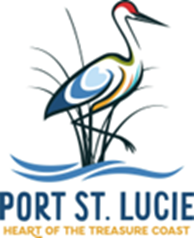 PORT ST. LUCIE
HEART OF THE TREASURE COAST